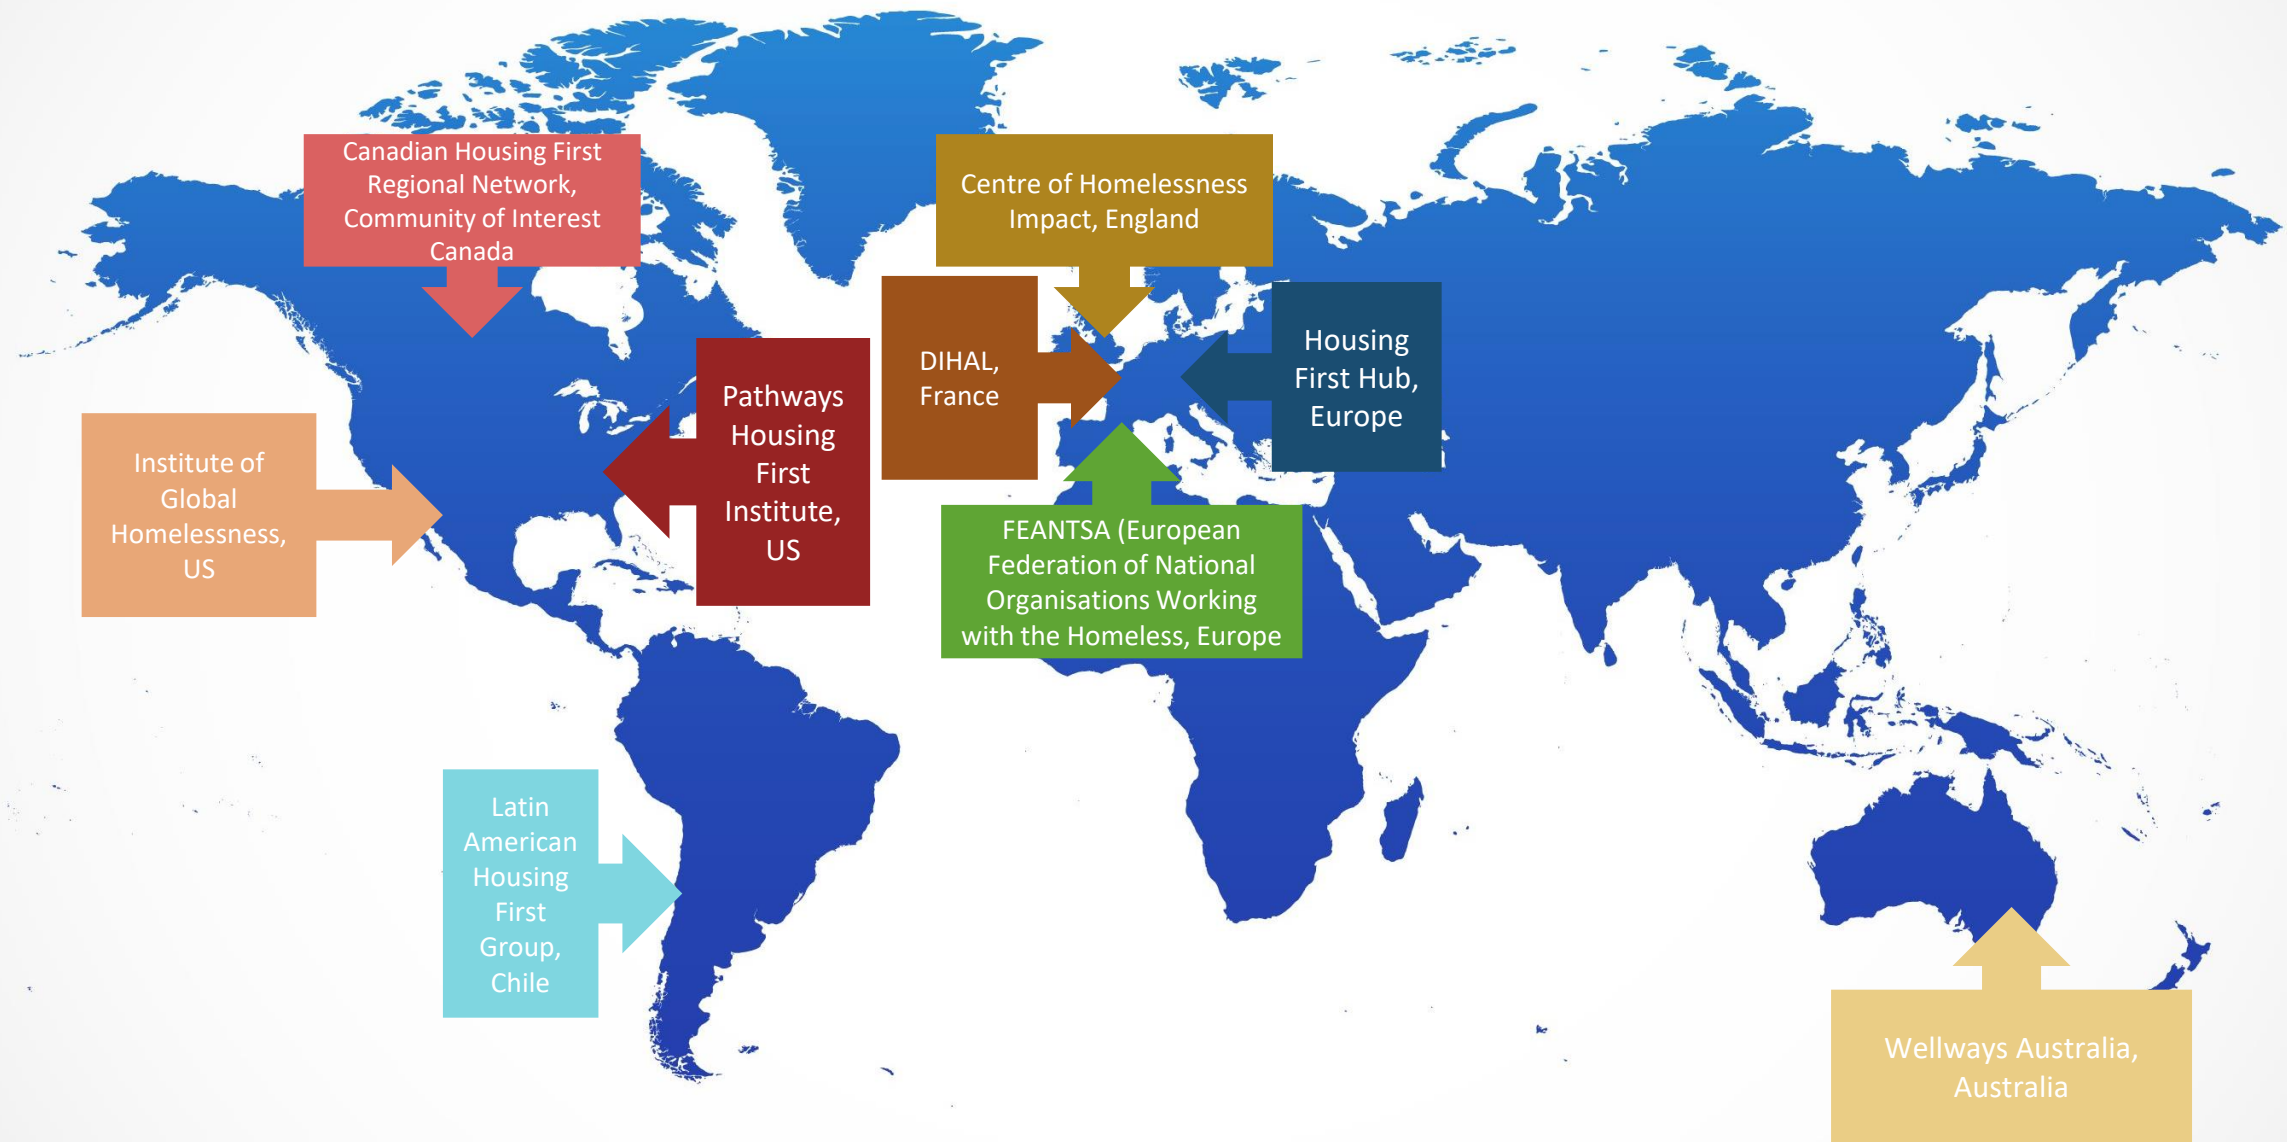 Canadian Housing First
Regional Network,
Community of Interest
Canada
Centre of Homelessness
Impact, England
DIHAL,
France
Housing
First Hub,
Europe
Pathways
Housing
First
Institute,
US
Institute of
Global
Homelessness,
US
FEANTSA (European
Federation of National
Organisations Working
with the Homeless, Europe
Latin
American
Housing
First
Group,
Chile
Wellways Australia,
Australia